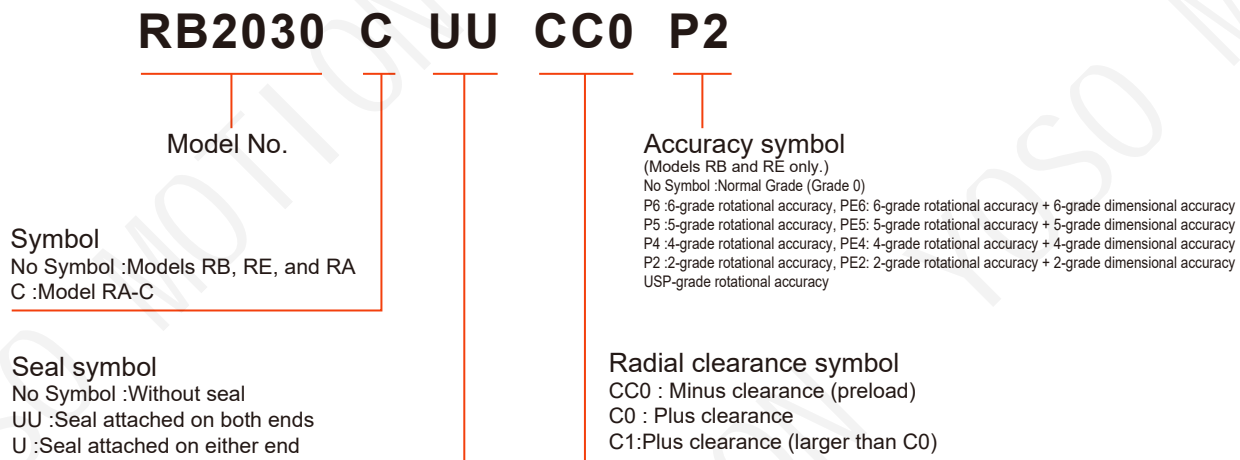 RB2030 C UU CC0 P2
Model No.
Accuracy symbol
(Models RB and RE only.)
No Symbol :Normal Grade (Grade 0)
P6 :6-grade rotational accuracy, PE6: 6-grade rotational accuracy + 6-grade dimensional accuracy
P5 :5-grade rotational accuracy, PE5: 5-grade rotational accuracy + 5-grade dimensional accuracy
P4 :4-grade rotational accuracy, PE4: 4-grade rotational accuracy + 4-grade dimensional accuracy
P2 :2-grade rotational accuracy, PE2: 2-grade rotational accuracy + 2-grade dimensional accuracy
USP-grade rotational accuracy
Symbol
No Symbol :Models RB, RE, and RA
C :Model RA-C
Seal symbol
No Symbol :Without seal
UU :Seal attached on both ends
U :Seal attached on either end
Radial clearance symbol
CC0 : Minus clearance (preload)
C0 : Plus clearance
C1:Plus clearance (larger than C0)
YOSO
MOTION